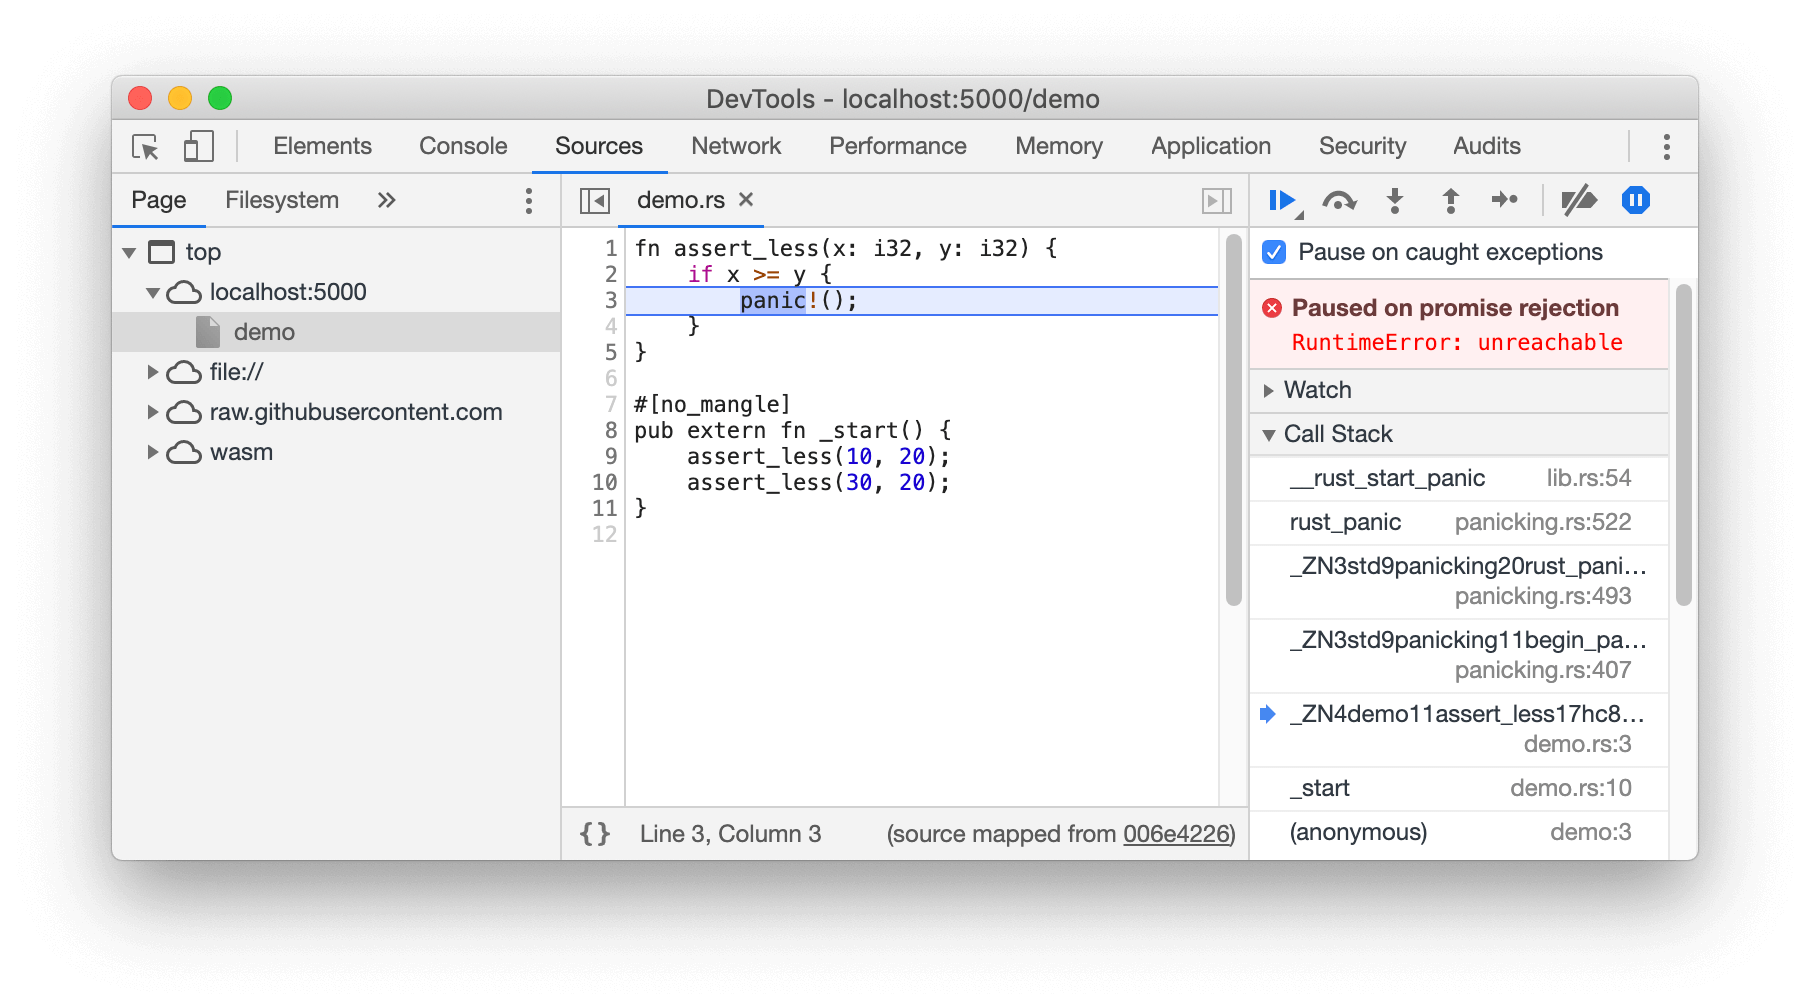 DevTools - localhost:5000/demo
Elements Console Sources Network Performance Memory Application Security Audits
Page Filesystem »
top
localhost:5000
demo
file://
raw.githubusercontent.com
wasm
demo.rs ×
1 fn assert_less(x: i32, y: i32) {
2     if x >= y {
3         panic!();
4     }
5 }
6
7 #[no_mangle]
8 pub extern fn _start() {
9     assert_less(10, 20);
10     assert_less(30, 20);
11 }
12
{} Line 3, Column 3 (source mapped from 006e4226)
Pause on caught exceptions
Paused on promise rejection
RuntimeError: unreachable
Watch
Call Stack
__rust_start_panic lib.rs:54
rust_panic panicking.rs:522
_ZN3std9panicking20rust_pani…
panicking.rs:493
_ZN3std9panicking11begin_pa…
panicking.rs:407
_ZN4demo11assert_less17hc8…
demo.rs:3
_start demo.rs:10
(anonymous) demo:3